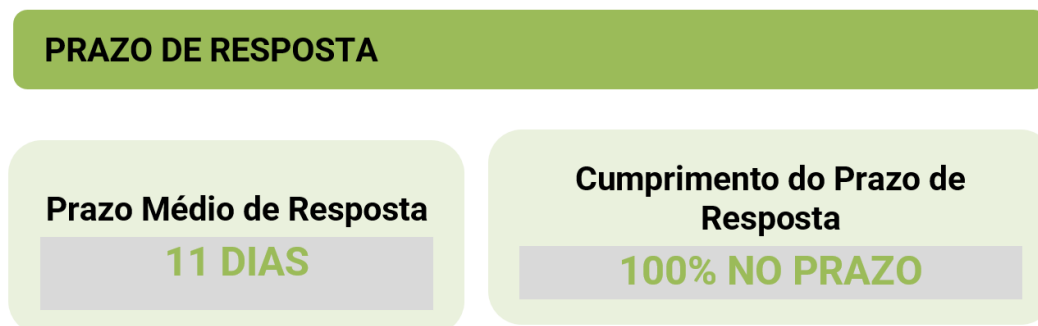 PRAZO DE RESPOSTA
Prazo Médio de Resposta
11 DIAS
Cumprimento do Prazo de
Resposta
100% NO PRAZO